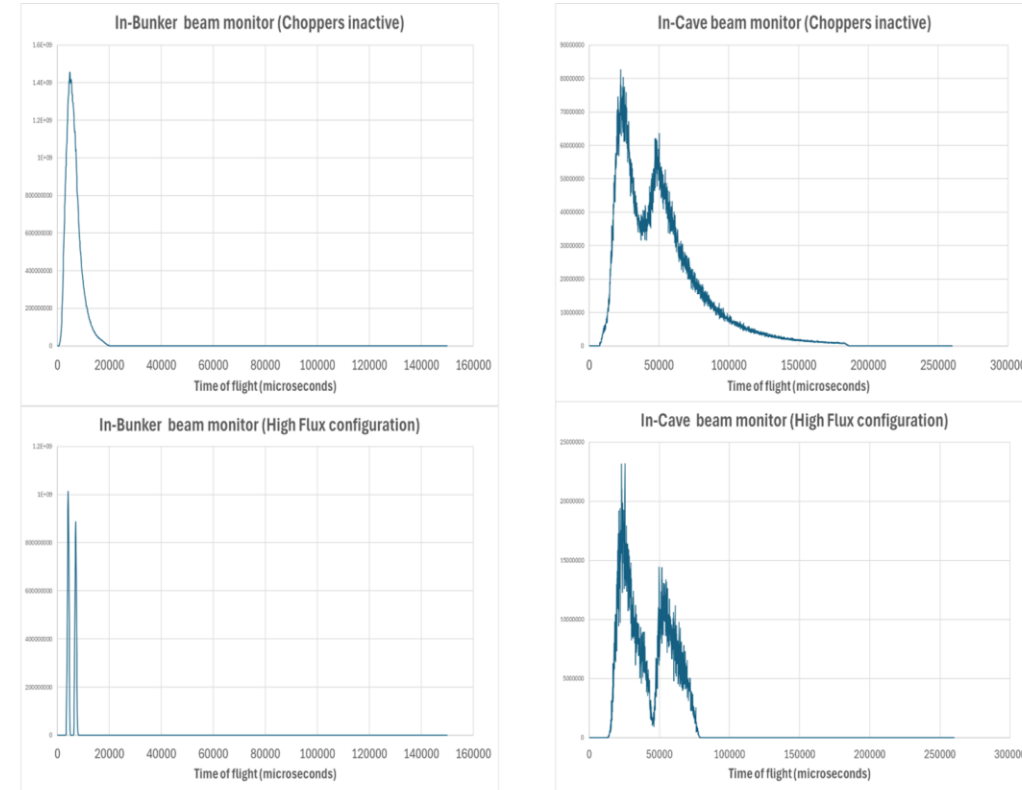 In-Bunker  beam monitor (Choppers inactive)
1.6E+09
1.4E+09
1.2E+09
1E+09
800000000
600000000
400000000
200000000
0
0 20000 40000 60000 80000 100000 120000 140000 160000
Time of flight (microseconds)
In-Cave beam monitor (Choppers inactive)
90000000
80000000
70000000
60000000
50000000
40000000
30000000
20000000
10000000
0
0 50000 100000 150000 200000 250000 300000
Time of flight (microseconds)
In-Bunker  beam monitor (High Flux configuration)
1.2E+09
1E+09
800000000
600000000
400000000
200000000
0
0 20000 40000 60000 80000 100000 120000 140000 160000
Time of flight (microseconds)
In-Cave  beam monitor (High Flux configuration)
25000000
20000000
15000000
10000000
5000000
0
0 50000 100000 150000 200000 250000 30000
Time of flight (microseconds)